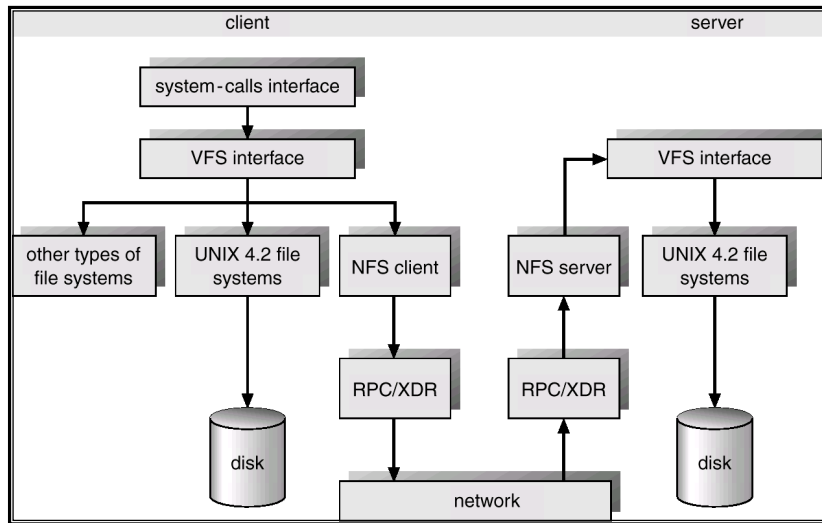 client
server
system-calls interface
VFS interface
VFS interface
other types of
file systems
UNIX 4.2 file
systems
NFS client
NFS server
UNIX 4.2 file
systems
RPC/XDR
RPC/XDR
disk
disk
network